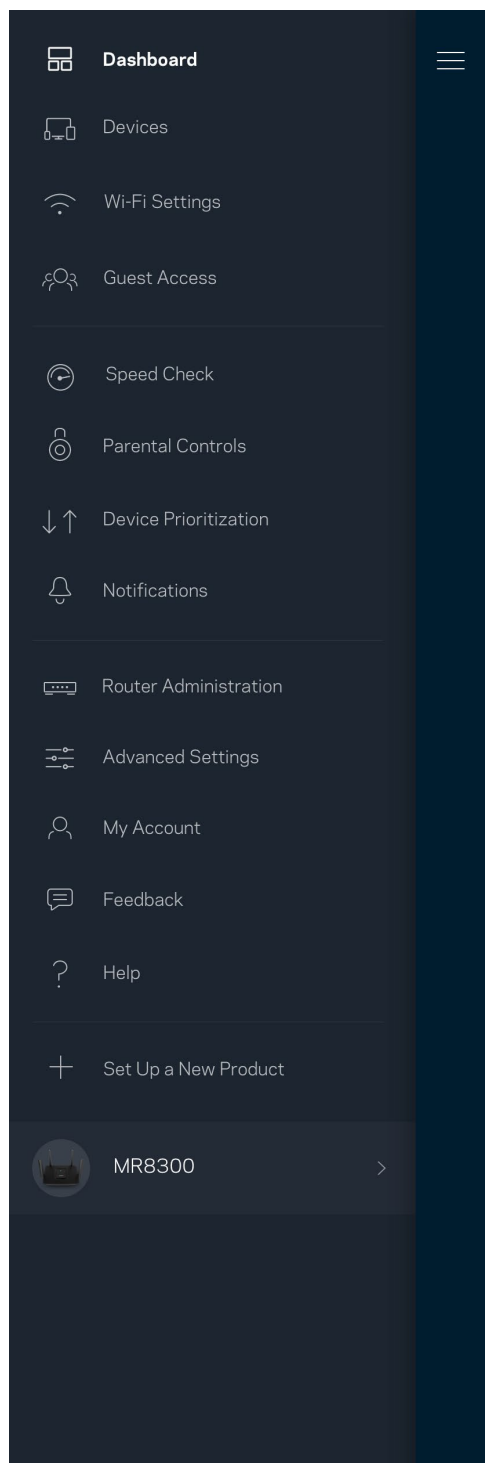 Dashboard
Devices
Wi-Fi Settings
Guest Access
Speed Check
Parental Controls
Device Prioritization
Notifications
Router Administration
Advanced Settings
My Account
Feedback
Help
Set Up a New Product
MR8300